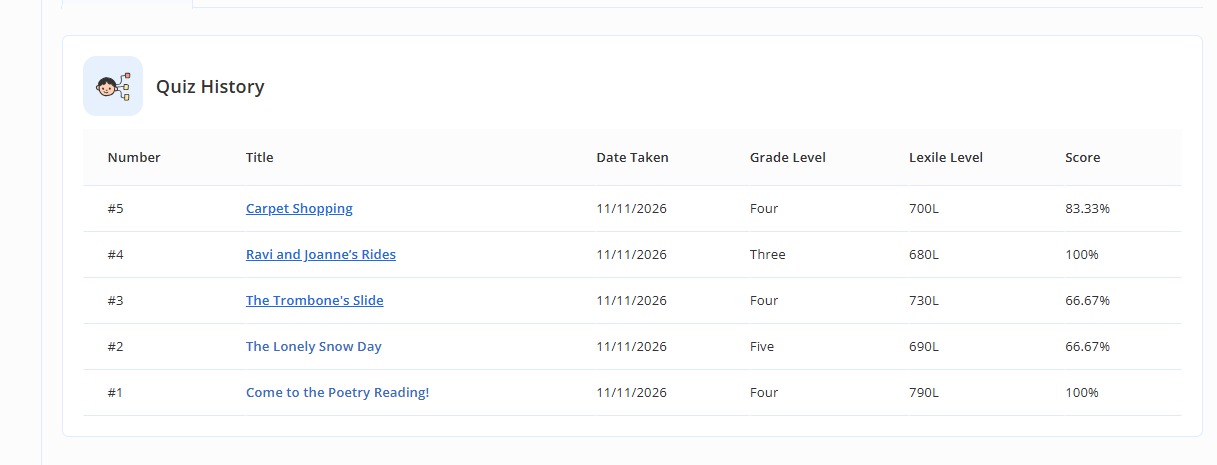 Quiz History
Number Title Date Taken Grade Level Lexile Level Score
#5 Carpet Shopping 11/11/2026 Four 700L 83.33%
#4 Ravi and Joanne's Rides 11/11/2026 Three 680L 100%
#3 The Trombone's Slide 11/11/2026 Four 730L 66.67%
#2 The Lonely Snow Day 11/11/2026 Five 690L 66.67%
#1 Come to the Poetry Reading! 11/11/2026 Four 790L 100%